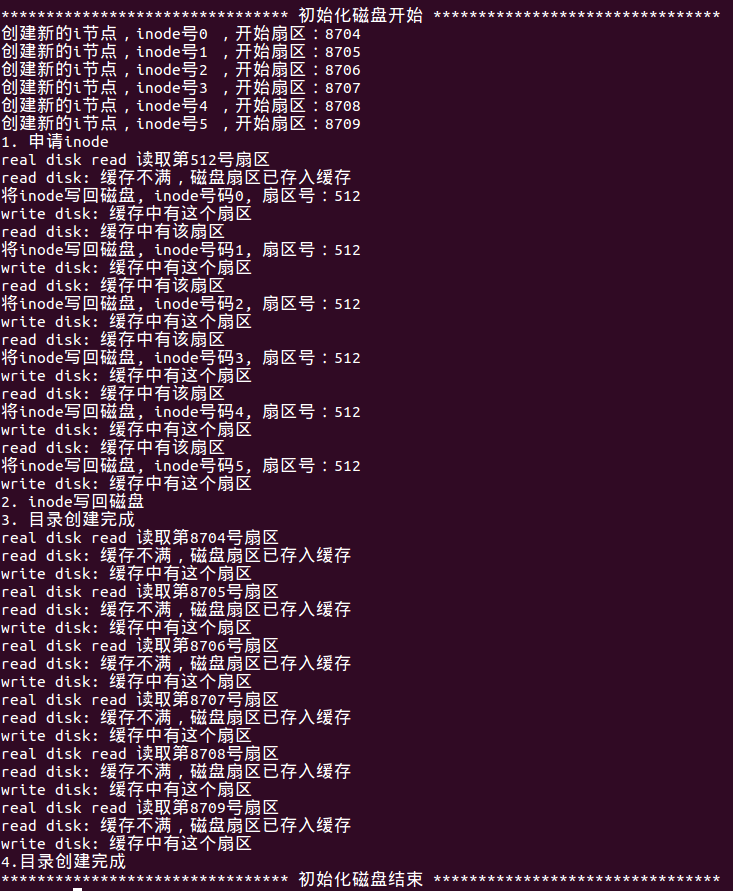 ******************************** 初始化磁盘开始 ********************************
创建新的i节点，inode号0 ，开始扇区：8704
创建新的i节点，inode号1 ，开始扇区：8705
创建新的i节点，inode号2 ，开始扇区：8706
创建新的i节点，inode号3 ，开始扇区：8707
创建新的i节点，inode号4 ，开始扇区：8708
创建新的i节点，inode号5 ，开始扇区：8709
1. 申请inode
real disk read 读取第512号扇区
read disk: 缓存不满，磁盘扇区已存入缓存
将inode写回磁盘, inode号码0, 扇区号：512
write disk: 缓存中有这个扇区
read disk: 缓存中有该扇区
将inode写回磁盘, inode号码1, 扇区号：512
write disk: 缓存中有这个扇区
read disk: 缓存中有该扇区
将inode写回磁盘, inode号码2, 扇区号：512
write disk: 缓存中有这个扇区
read disk: 缓存中有该扇区
将inode写回磁盘, inode号码3, 扇区号：512
write disk: 缓存中有这个扇区
read disk: 缓存中有该扇区
将inode写回磁盘, inode号码4, 扇区号：512
write disk: 缓存中有这个扇区
read disk: 缓存中有该扇区
将inode写回磁盘, inode号码5, 扇区号：512
write disk: 缓存中有这个扇区
2. inode写回磁盘
3. 目录创建完成
real disk read 读取第8704号扇区
read disk: 缓存不满，磁盘扇区已存入缓存
write disk: 缓存中有这个扇区
real disk read 读取第8705号扇区
read disk: 缓存不满，磁盘扇区已存入缓存
write disk: 缓存中有这个扇区
real disk read 读取第8706号扇区
read disk: 缓存不满，磁盘扇区已存入缓存
write disk: 缓存中有这个扇区
real disk read 读取第8707号扇区
read disk: 缓存不满，磁盘扇区已存入缓存
write disk: 缓存中有这个扇区
real disk read 读取第8708号扇区
read disk: 缓存不满，磁盘扇区已存入缓存
write disk: 缓存中有这个扇区
real disk read 读取第8709号扇区
read disk: 缓存不满，磁盘扇区已存入缓存
write disk: 缓存中有这个扇区
4.目录创建完成
******************************** 初始化磁盘结束 ********************************